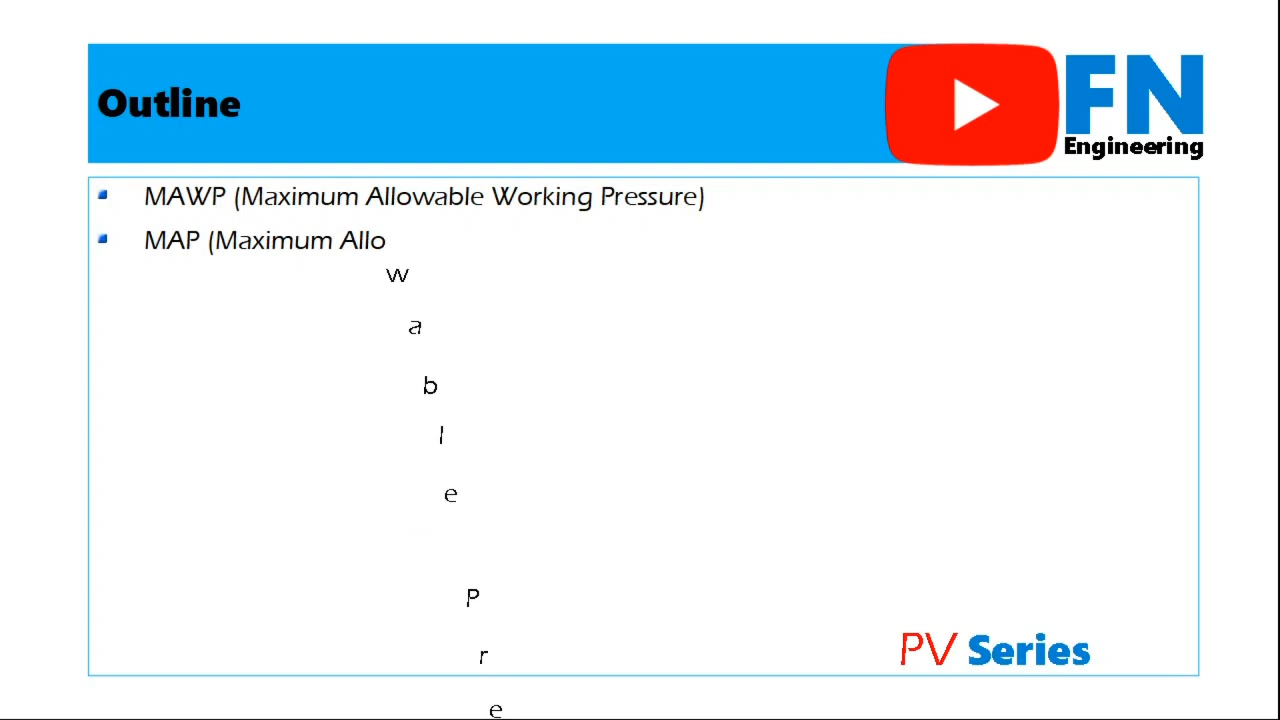 Outline
FN
Engineering
MAWP (Maximum Allowable Working Pressure)
MAP (Maximum Allo
w
a
b
l
e
P
r
e
PV Series